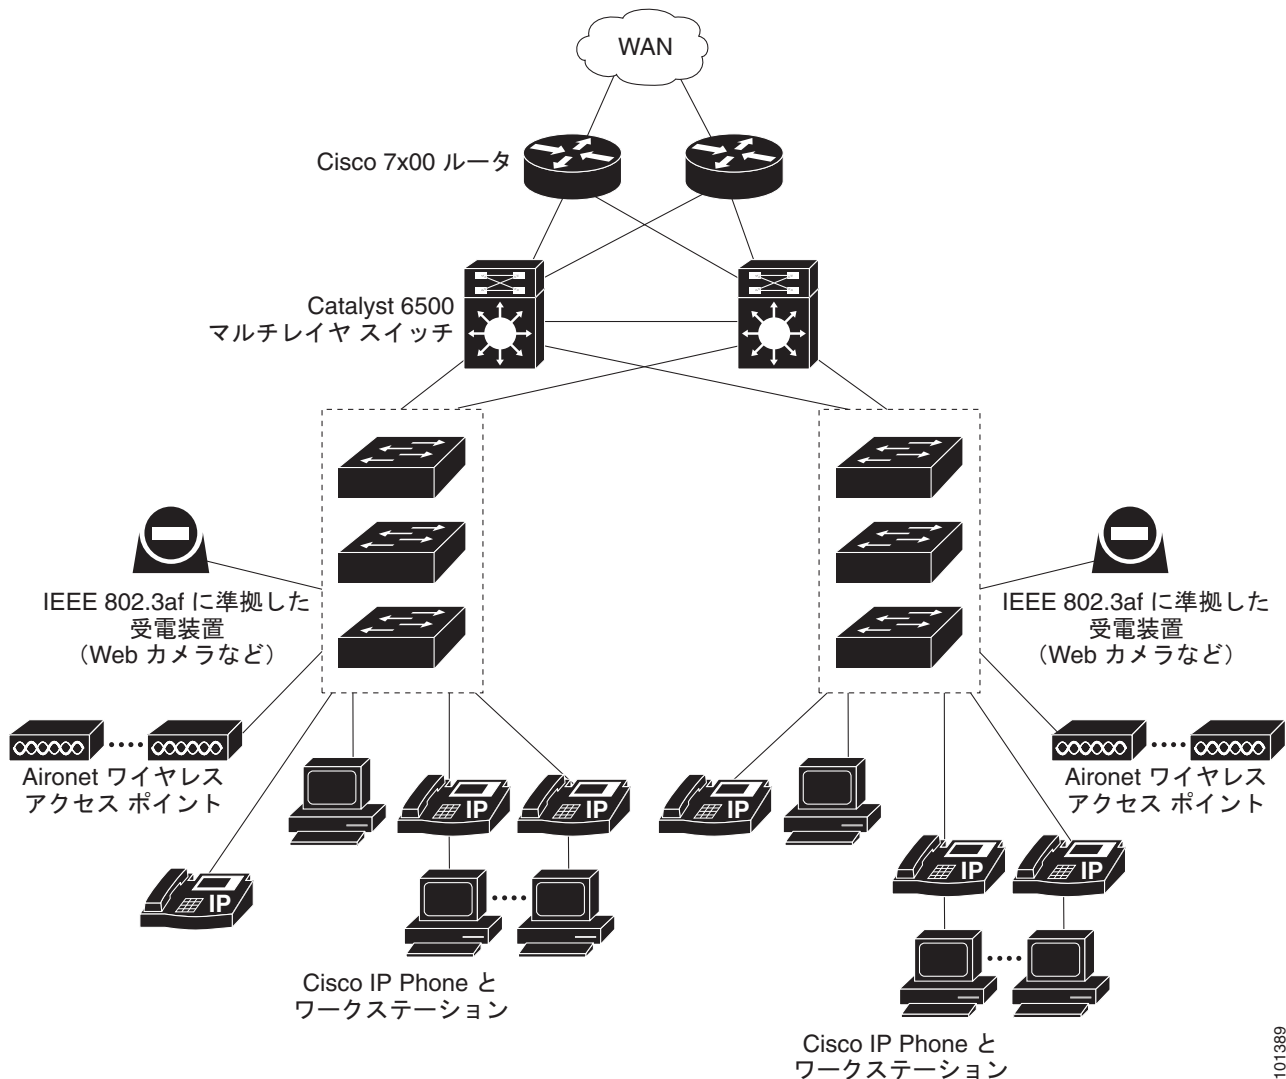 WAN
Cisco 7x00 ルータ
Catalyst 6500
マルチレイヤ スイッチ
IEEE 802.3af に準拠した
受電装置
（Web カメラなど）
IEEE 802.3af に準拠した
受電装置
（Web カメラなど）
Aironet ワイヤレス
アクセス ポイント
Aironet ワイヤレス
アクセス ポイント
IP
IP
IP
IP
IP
IP
Cisco IP Phone と
ワークステーション
Cisco IP Phone と
ワークステーション
101389